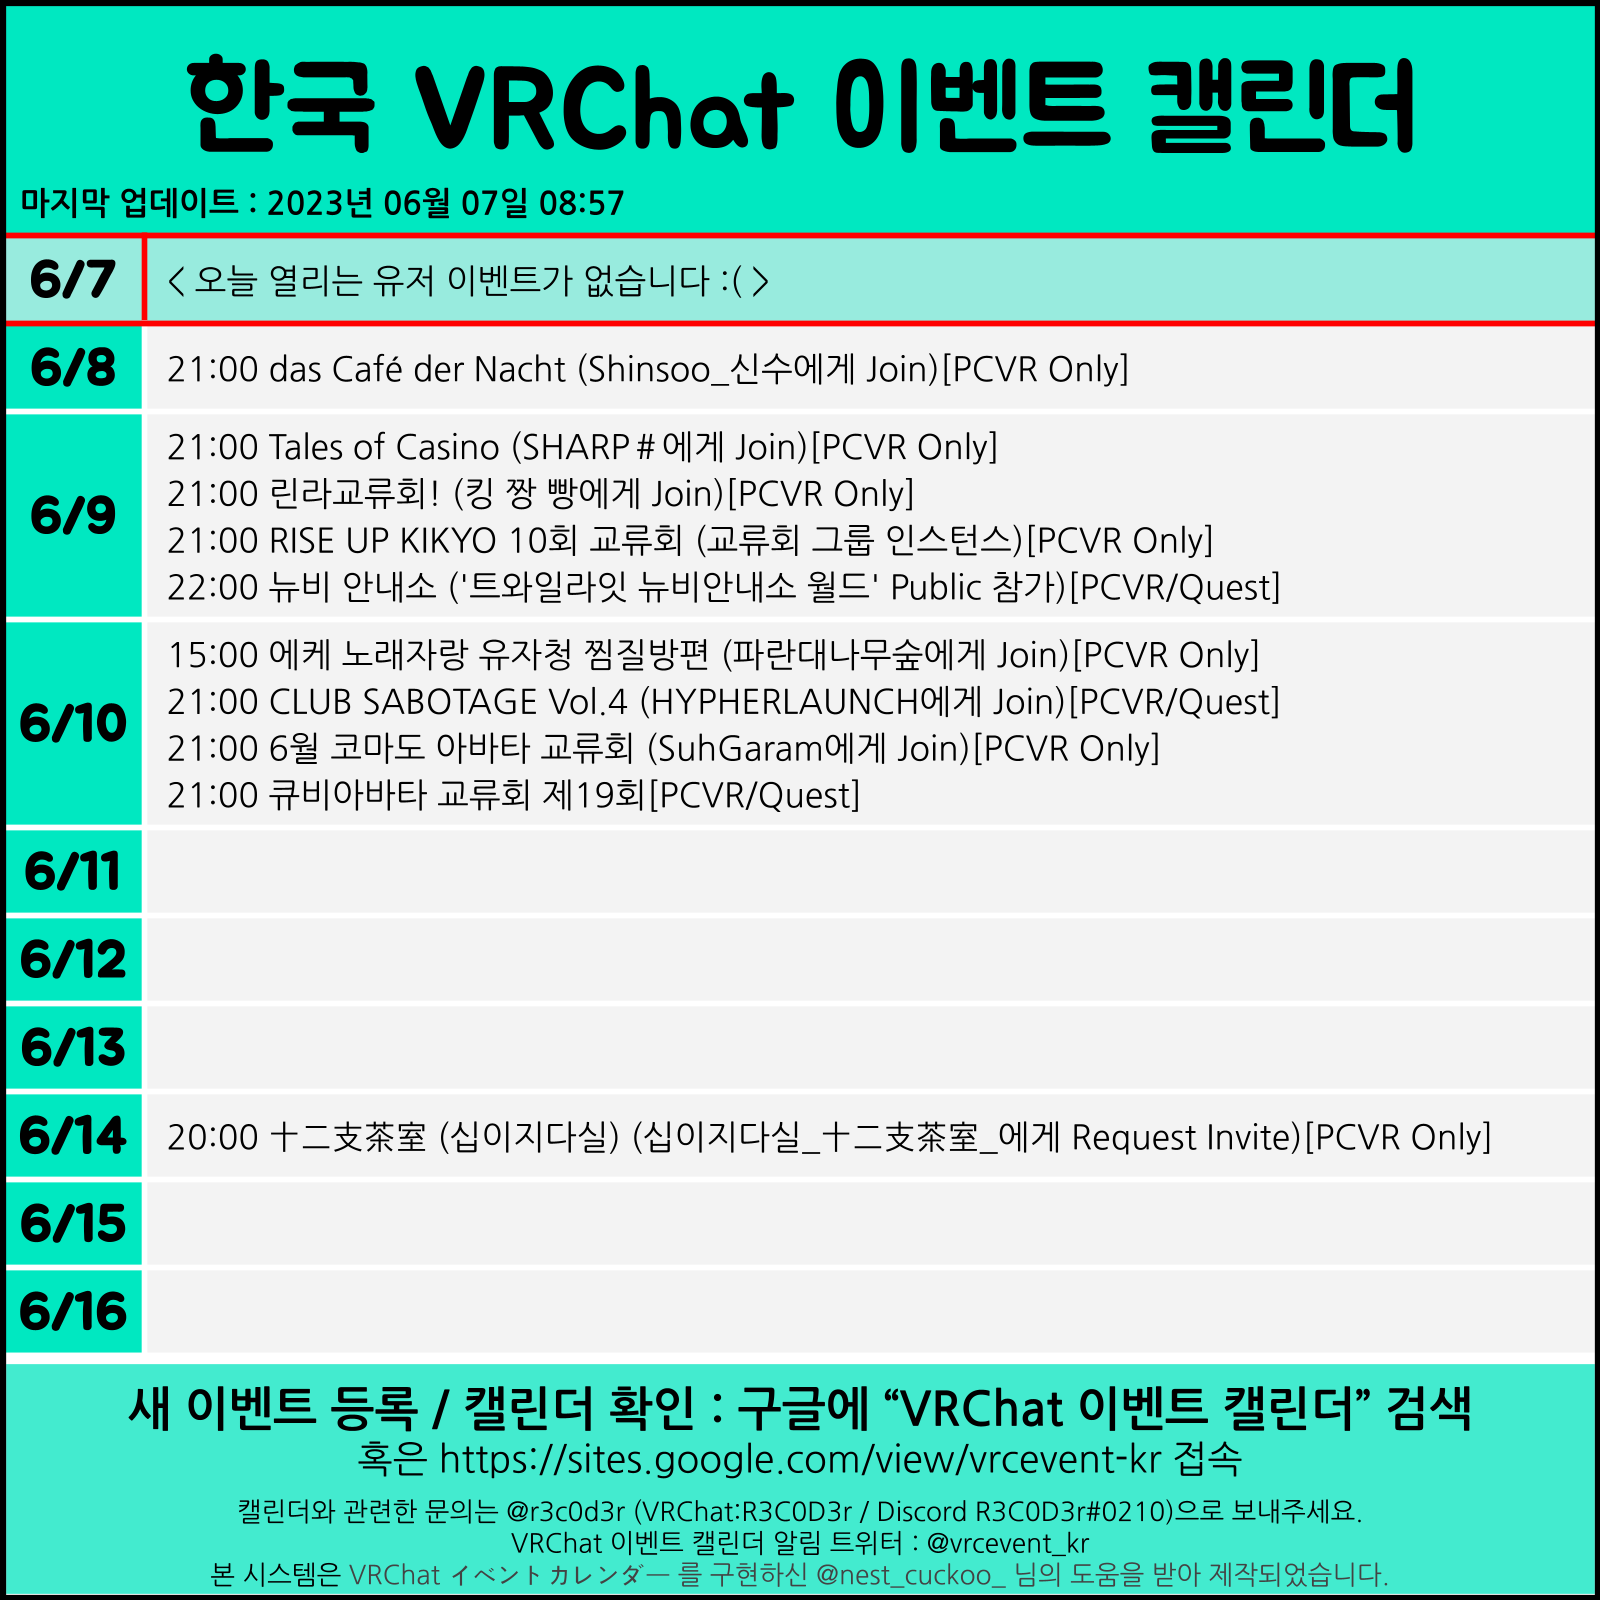 한국 VRChat 이벤트 캘린더
마지막 업데이트 : 2023년 06월 07일 08:57
6/7
< 오늘 열리는 유저 이벤트가 없습니다 :( >
6/8
21:00 das Café der Nacht (Shinsoo_신수에게 Join)[PCVR Only]
6/9
21:00 Tales of Casino (SHARP#에게 Join)[PCVR Only]
21:00 린라교류회! (킹 짱 빵에게 Join)[PCVR Only]
21:00 RISE UP KIKYO 10회 교류회 (교류회 그룹 인스턴스)[PCVR Only]
22:00 뉴비 안내소 ('트와일라잇 뉴비안내소 월드' Public 참가)[PCVR/Quest]
6/10
15:00 에케 노래자랑 유자청 찜질방편 (파란대나무숲에게 Join)[PCVR Only]
21:00 CLUB SABOTAGE Vol.4 (HYPHERLAUNCH에게 Join)[PCVR/Quest]
21:00 6월 코마도 아바타 교류회 (SuhGaram에게 Join)[PCVR Only]
21:00 큐비아바타 교류회 제19회[PCVR/Quest]
6/11
6/12
6/13
6/14
20:00 十二支茶室 (십이지다실) (십이지다실_十二支茶室_에게 Request Invite)[PCVR Only]
6/15
6/16
새 이벤트 등록 / 캘린더 확인 : 구글에 “VRChat 이벤트 캘린더” 검색
혹은 https://sites.google.com/view/vrcevent-kr 접속
캘린더와 관련한 문의는 @r3c0d3r (VRChat:R3C0D3r / Discord R3C0D3r#0210)으로 보내주세요.
VRChat 이벤트 캘린더 알림 트위터 : @vrcevent_kr
본 시스템은 VRChat イベントカレンダー 를 구현하신 @nest_cuckoo_ 님의 도움을 받아 제작되었습니다.